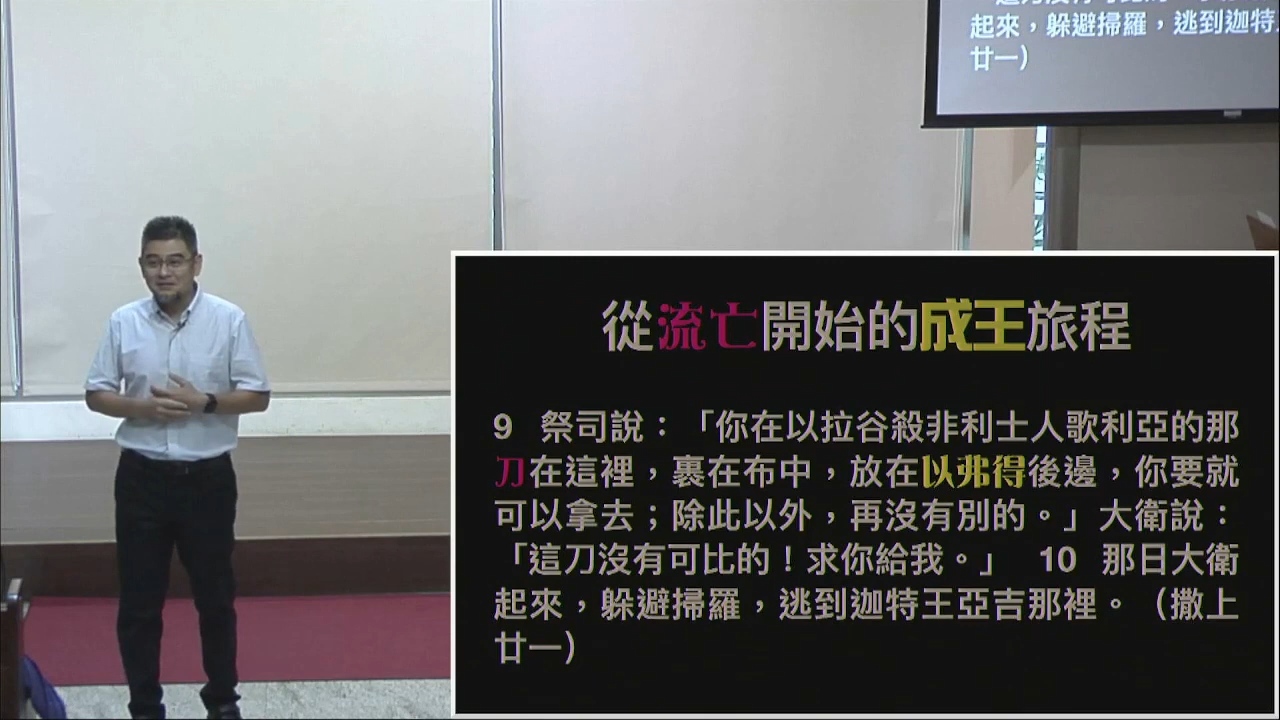 起來，躲避掃羅，逃到迦特
廿一）
從流亡開始的成王旅程
9 祭司說：「你在以拉谷殺非利士人歌利亞的那
刀在這裡，裹在布中，放在以弗得後邊，你要就
可以拿去；除此以外，再沒有別的。」大衛說：
「這刀沒有可比的！求你給我。」 10 那日大衛
起來，躲避掃羅，逃到迦特王亞吉那裡。（撒上
廿一）